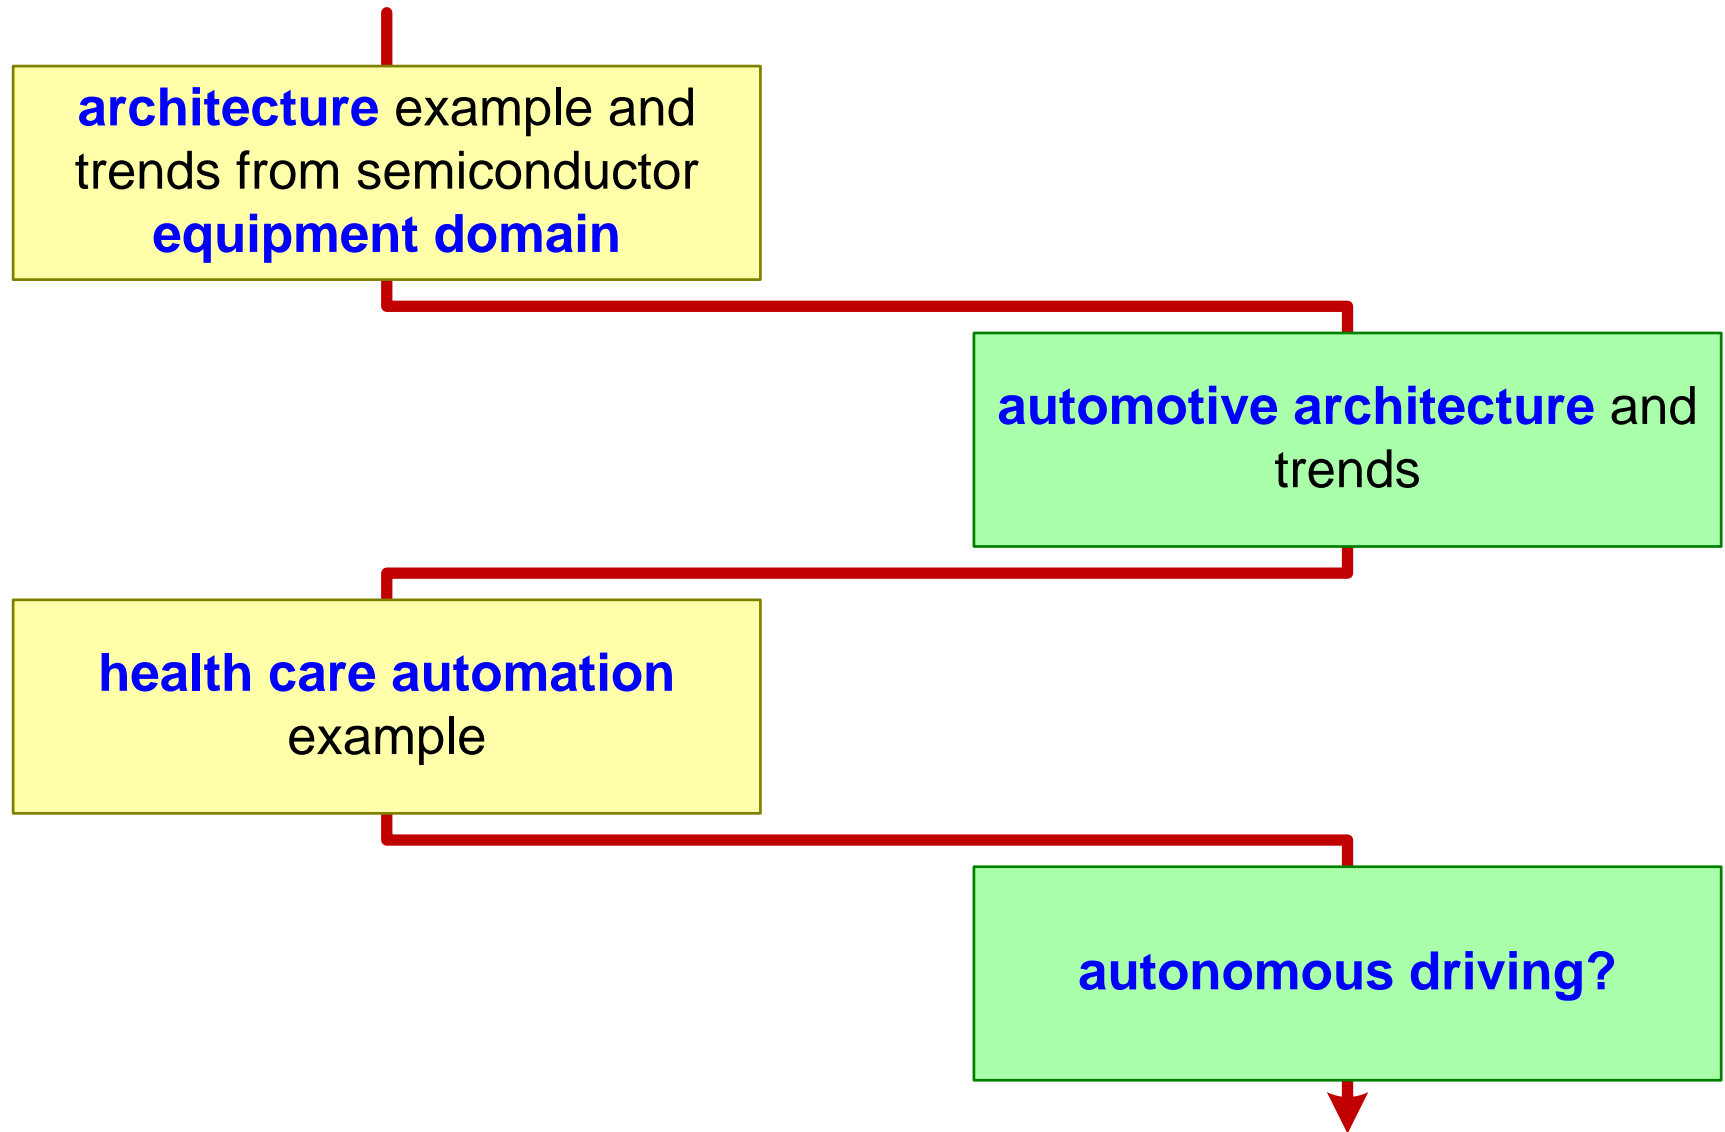 architecture example and
trends from semiconductor
equipment domain
automotive architecture and
trends
health care automation
example
autonomous driving?